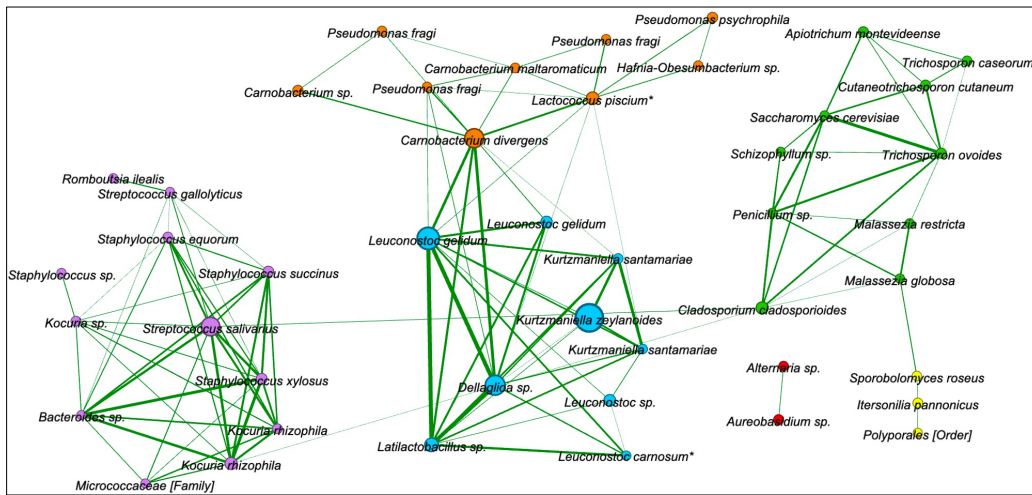 Pseudomonas psychrophila
Pseudomonas fragi
Pseudomonas fragi
Apiotrichum montevideense
Carnobacterium maltaromaticum
Hafnia-Obesumbacterium sp.
Trichosporon caseorum
Carnobacterium sp.
Pseudomonas fragi
Lactococcus piscium*
Cutaneotrichosporon cutaneum
Saccharomyces cerevisiae
Carnobacterium divergens
Schizophyllum sp.
Trichosporon ovoides
Romboutsia ilealis
Streptococcus gallolyticus
Leuconostoc gelidum
Penicillium sp.
Malassezia restricta
Staphylococcus equorum
Leuconostoc gelidum
Staphylococcus sp.
Staphylococcus succinus
Kurtzmaniella santamariae
Malassezia globosa
Kocuria sp.
Streptococcus salivarius
Kurtzmaniella zeylanoides
Cladosporium cladosporioides
Kurtzmaniella santamariae
Alternaria sp.
Staphylococcus xylosus
Dellaglioa sp.
Sporobolomyces roseus
Bacteroides sp.
Leuconostoc sp.
Itersonilia pannonicus
Kocuria rhizophila
Aureobasidium sp.
Polyporales [Order]
Latilactobacillus sp.
Leuconostoc carnosum*
Kocuria rhizophila
Micrococcaceae [Family]